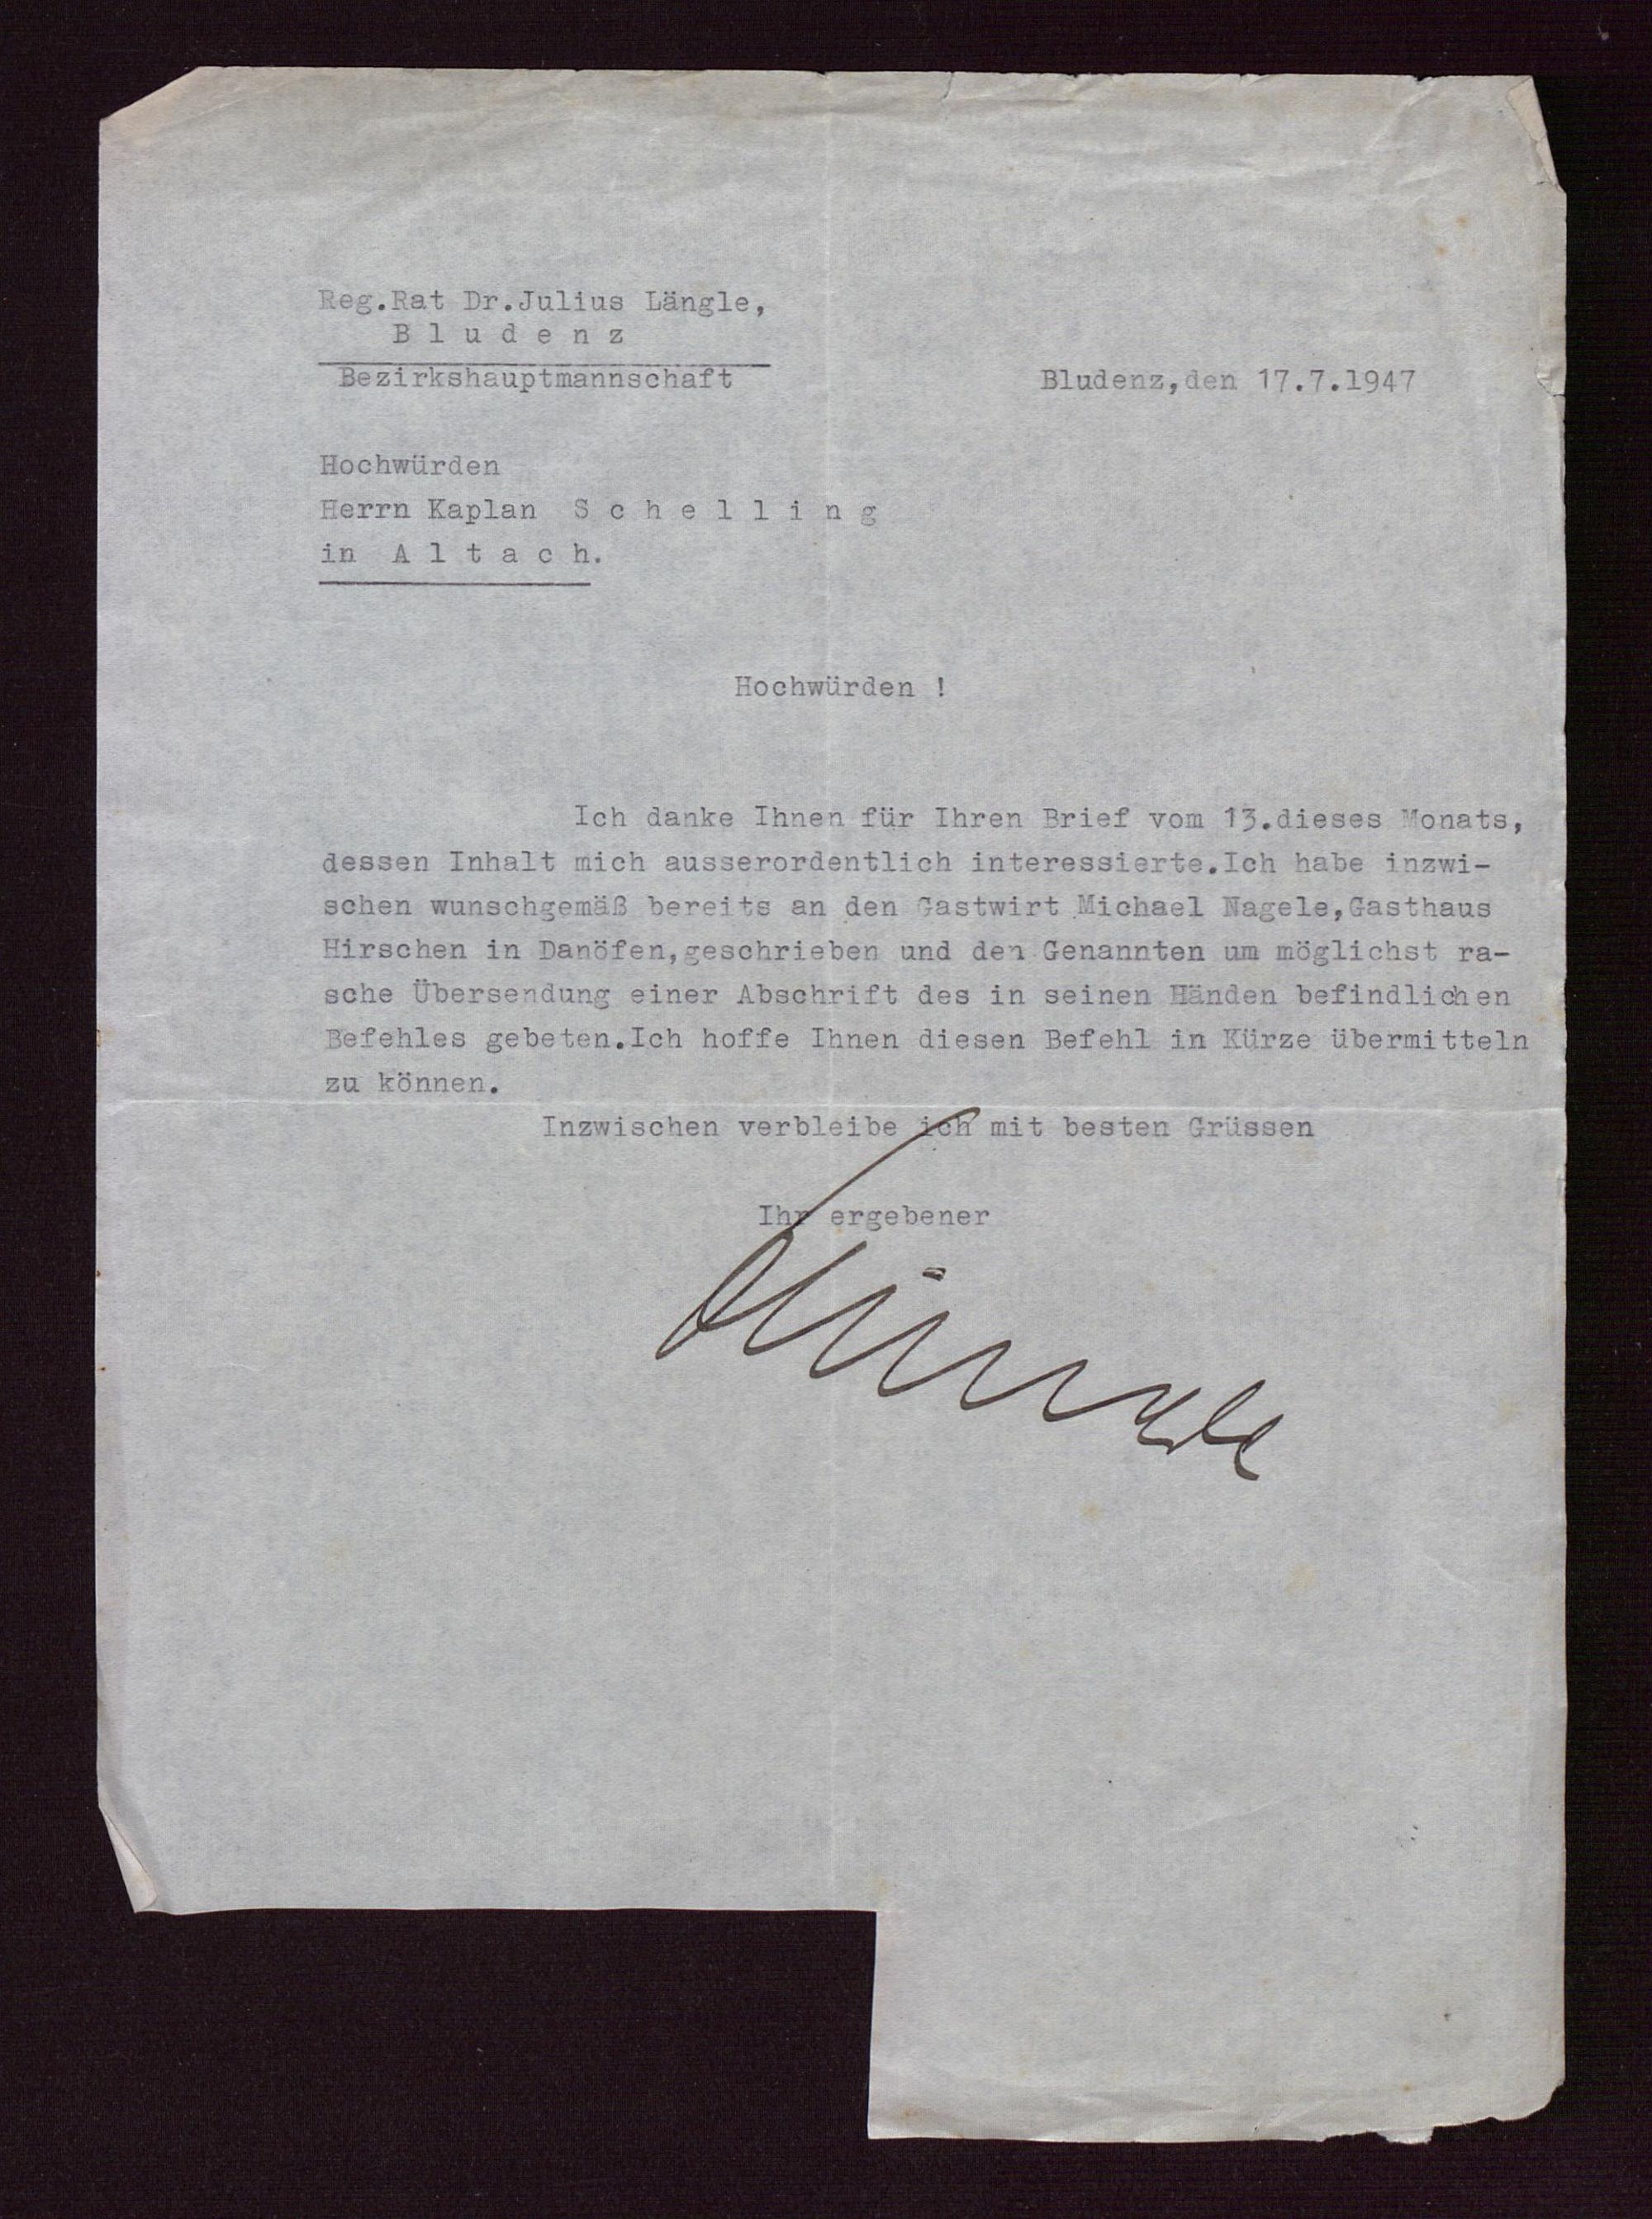 Reg.Rat Dr.Julius Längle,
B l u d e n z
Bezirkshauptmannschaft
Bludenz,den 17.7.1947
Hochwürden
Herrn Kaplan S c h e l l i n g
in A l t a c h.
Hochwürden !
Ich danke Ihnen für Ihren Brief vom 13.dieses Monats,
dessen Inhalt mich ausserordentlich interessierte.Ich habe inzwi-
schen wunschgemäß bereits an den Gastwirt Michael Nagele,Gasthaus
Hirschen in Danöfen,geschrieben und den Genannten um möglichst ra-
sche Übersendung einer Abschrift des in seinen Händen befindlichen
Befehles gebeten.Ich hoffe Ihnen diesen Befehl in Kürze übermitteln
zu können.
Inzwischen verbleibe ich mit besten Grüssen
Ihr ergebener
Längle